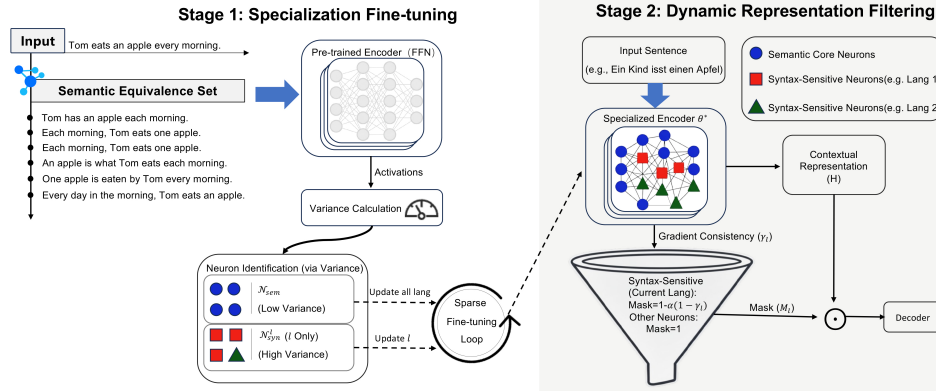 Stage 1: Specialization Fine-tuning
Input
Tom eats an apple every morning.
Semantic Equivalence Set
Tom has an apple each morning.
Each morning, Tom eats one apple.
Each morning, Tom eats one apple.
An apple is what Tom eats each morning.
One apple is eaten by Tom every morning.
Every day in the morning, Tom eats an apple.
Pre-trained Encoder (FFN)
Activations
Variance Calculation
Neuron Identification (via Variance)
𝒩_sem
(Low Variance)
𝒩^l_syn (l Only)
(High Variance)
Update all lang
Update l
Sparse
Fine-tuning
Loop
Stage 2: Dynamic Representation Filtering
Input Sentence
(e.g., Ein Kind isst einen Apfel)
Semantic Core Neurons
Syntax-Sensitive Neurons(e.g. Lang 1
Syntax-Sensitive Neurons(e.g. Lang 2
Specialized Encoder θ*
Contextual
Representation
(H)
Gradient Consistency (γ_l)
Syntax-Sensitive
(Current Lang):
Mask=1-α(1 − γ_l)
Other Neurons:
Mask=1
Mask (M_l)
Decoder